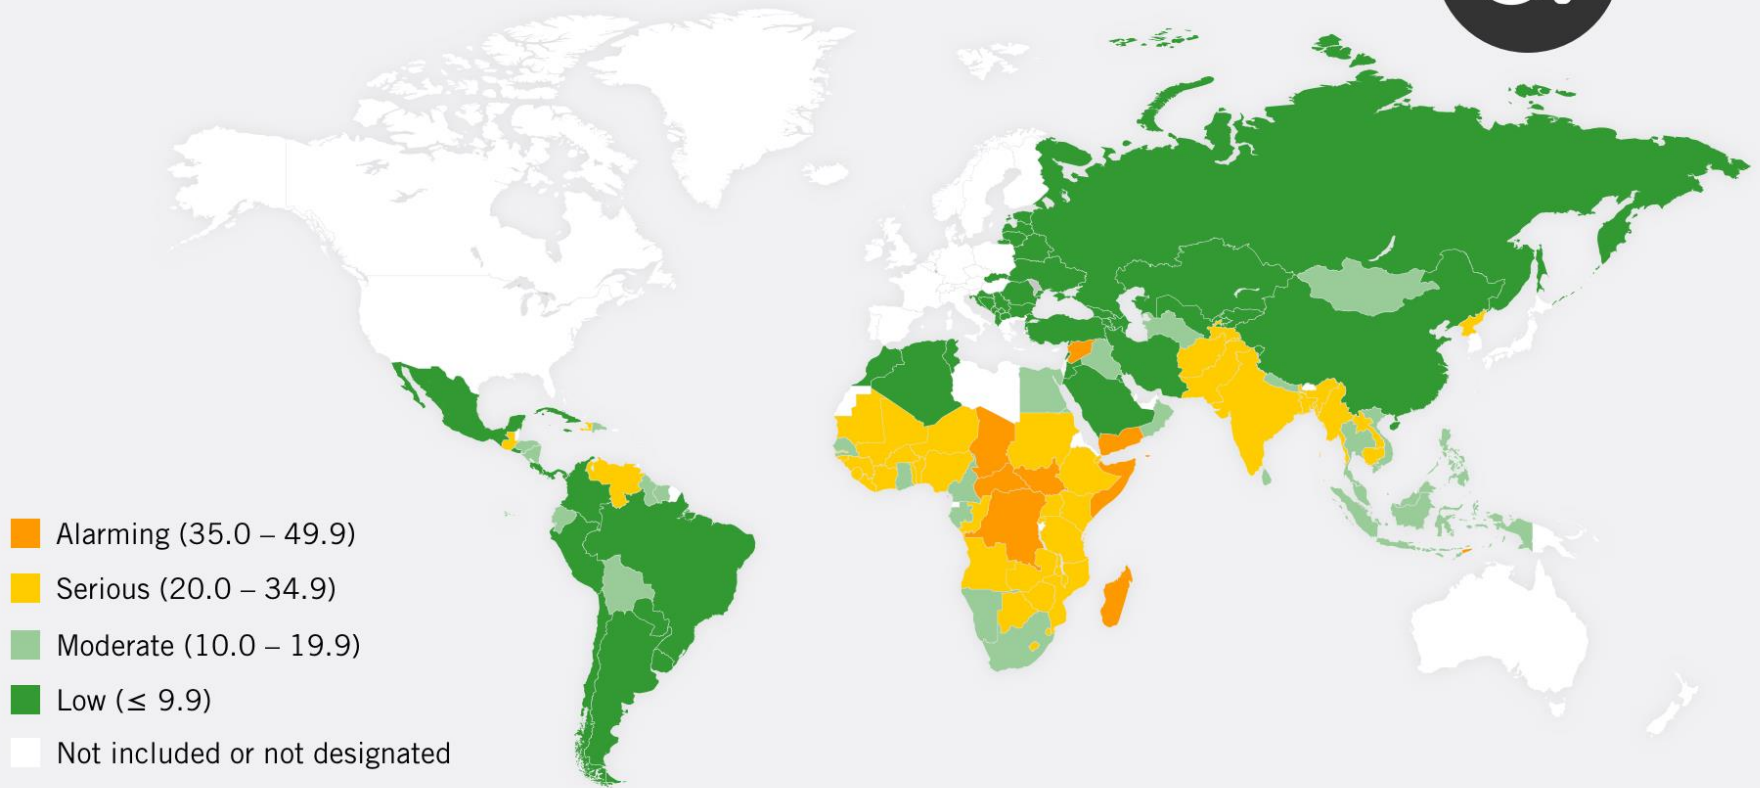 Alarming (35.0 – 49.9)
Serious (20.0 – 34.9)
Moderate (10.0 – 19.9)
Low (≤ 9.9)
Not included or not designated